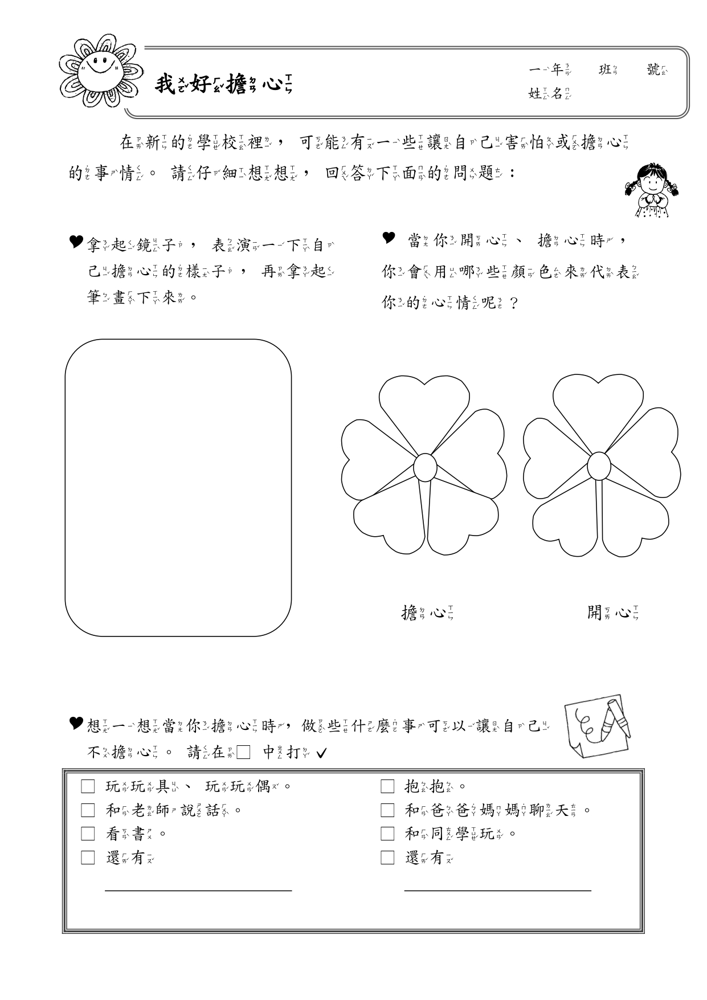 我好擔心
一年 班 號
姓名
在新的學校裡，可能有一些讓自己害怕或擔心
的事情。請仔細想想，回答下面的問題：
拿起鏡子，表演一下自
己擔心的樣子，再拿起
筆畫下來。
當你開心、擔心時，
你會用哪些顏色來代表
你的心情呢？
擔心
開心
想一想當你擔心時，做些什麼事可以讓自己
不擔心。請在□中打✓
□ 玩玩具、玩玩偶。
□ 和老師說話。
□ 看書。
□ 還有
□ 抱抱。
□ 和爸爸媽媽聊天。
□ 和同學玩。
□ 還有